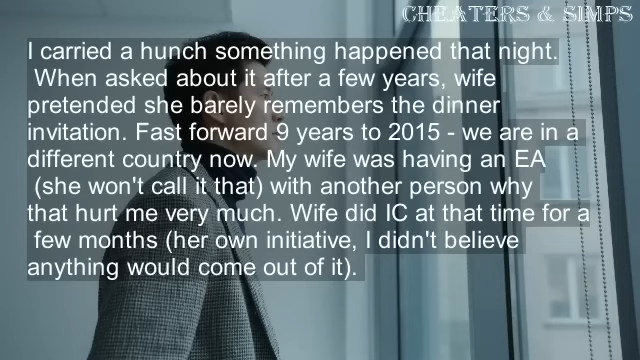 CHEATERS & SIMPS
I carried a hunch something happened that night.
When asked about it after a few years, wife
pretended she barely remembers the dinner
invitation. Fast forward 9 years to 2015 - we are in a
different country now. My wife was having an EA
(she won't call it that) with another person why
that hurt me very much. Wife did IC at that time for a
few months (her own initiative, I didn't believe
anything would come out of it).